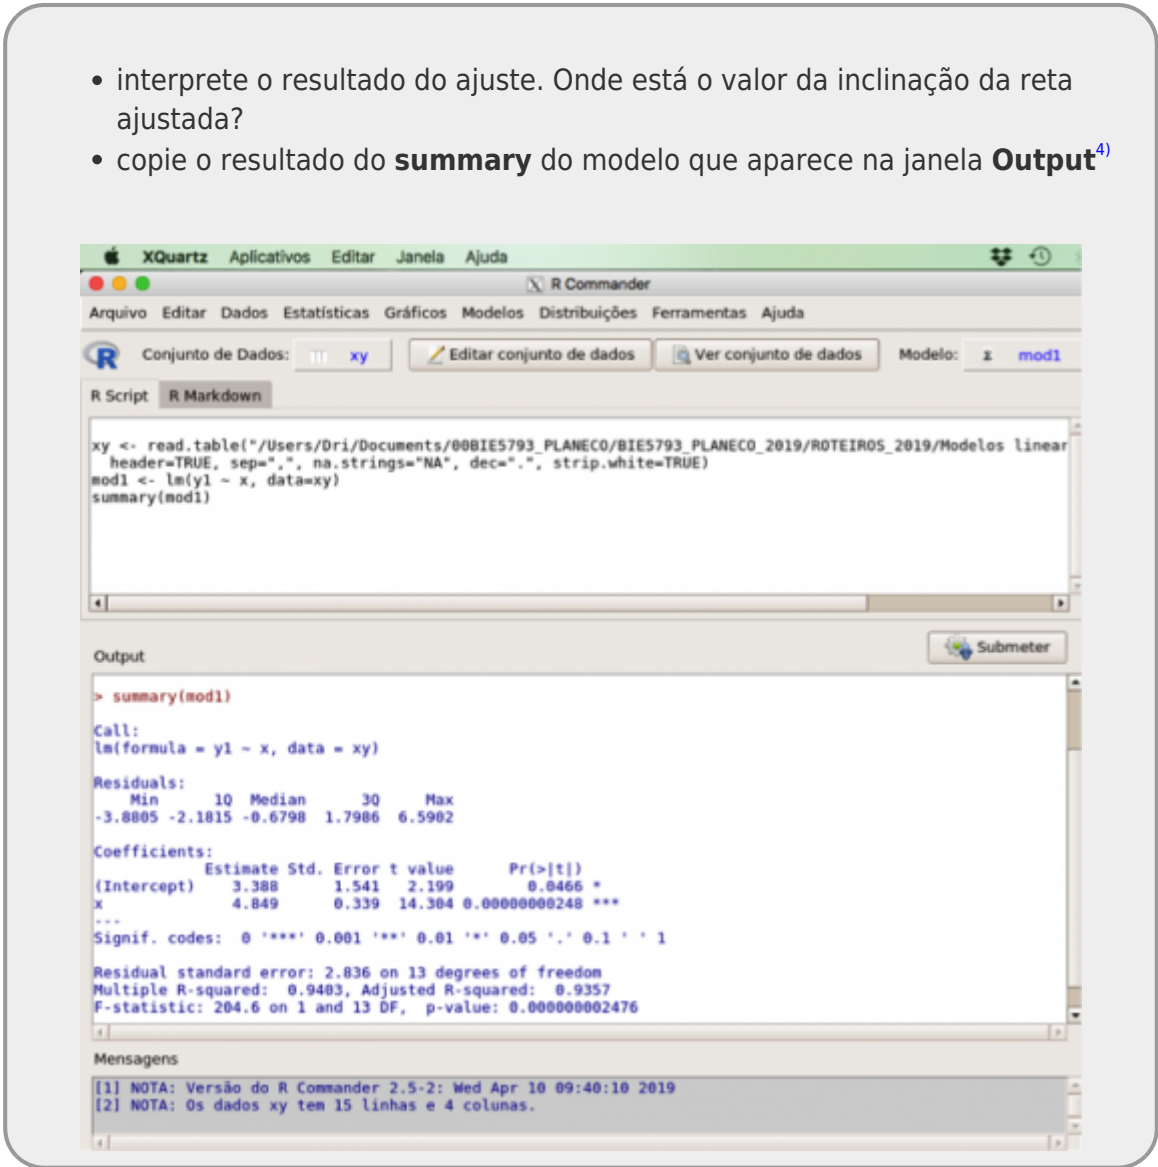 interprete o resultado do ajuste. Onde está o valor da inclinação da reta
ajustada?
copie o resultado do summary do modelo que aparece na janela Output4)
XQuartz Aplicativos Editar Janela Ajuda
R Commander
Arquivo Editar Dados Estatísticas Gráficos Modelos Distribuições Ferramentas Ajuda
R Conjunto de Dados: xy Editar conjunto de dados Ver conjunto de dados Modelo: Σ mod1
R Script R Markdown
xy <- read.table("/Users/Dri/Documents/00BIE5793_PLANECO/BIE5793_PLANECO_2019/ROTEIROS_2019/Modelos linear
header=TRUE, sep=",", na.strings="NA", dec=".", strip.white=TRUE)
mod1 <- lm(y1 ~ x, data=xy)
summary(mod1)
Submeter
Output
> summary(mod1)
Call:
lm(formula = y1 ~ x, data = xy)
Residuals:
Min 1Q Median 3Q Max
-3.8805 -2.1815 -0.6798 1.7986 6.5902
Coefficients:
Estimate Std. Error t value Pr(>|t|)
(Intercept) 3.388 1.541 2.199 0.0466 *
x 4.849 0.339 14.304 0.00000000248 ***
---
Signif. codes: 0 '***' 0.001 '**' 0.01 '*' 0.05 '.' 0.1 ' ' 1
Residual standard error: 2.836 on 13 degrees of freedom
Multiple R-squared: 0.9403, Adjusted R-squared: 0.9357
F-statistic: 204.6 on 1 and 13 DF, p-value: 0.000000002476
Mensagens
[1] NOTA: Versão do R Commander 2.5-2: Wed Apr 10 09:40:10 2019
[2] NOTA: Os dados xy tem 15 linhas e 4 colunas.